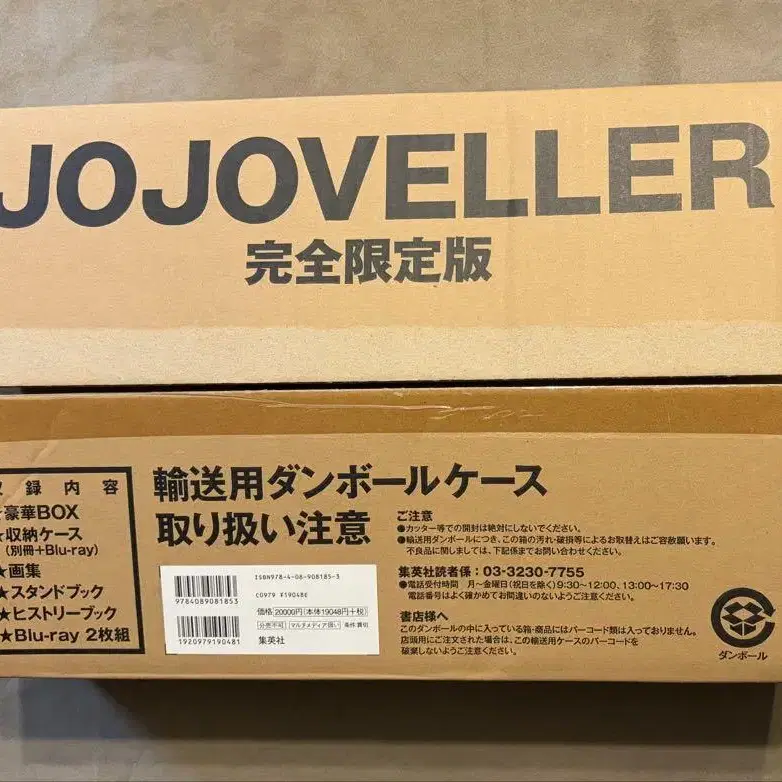 JOJOVELLER
完全限定版
収録内容
★豪華BOX
★収納ケース
(別冊+Blu-ray)
★画集
★スタンドブック
★ヒストリーブック
★Blu-ray 2枚組
輸送用ダンボールケース
取り扱い注意
9784089081853
1920979190481
ISBN978-4-08-908185-3
C0979 ¥19048E
価格:20000円(本体19048円+税)
分売不可 マルチメディア扱い 条件:買切
集英社
ご注意
●カッター等での開封は絶対にしないでください。
●輸送用ダンボールにつき、この箱の汚れ・破損等によるお取替えはご容赦願います。
不良品に関しましては、下記係までお問い合わせください。
集英社読者係:03-3230-7755
●電話受付時間 月~金曜日(祝日を除く)9:30~12:00、13:00~17:30
電話番号はよく確かめてお間違いのないようご注意ください。
書店様へ
このダンボールの中に入っている箱・商品にはバーコード類は入っておりません。
店頭用にご注文された場合は、この輸送用ケースのバーコードを
破棄しないようご注意ください。
ダンボール